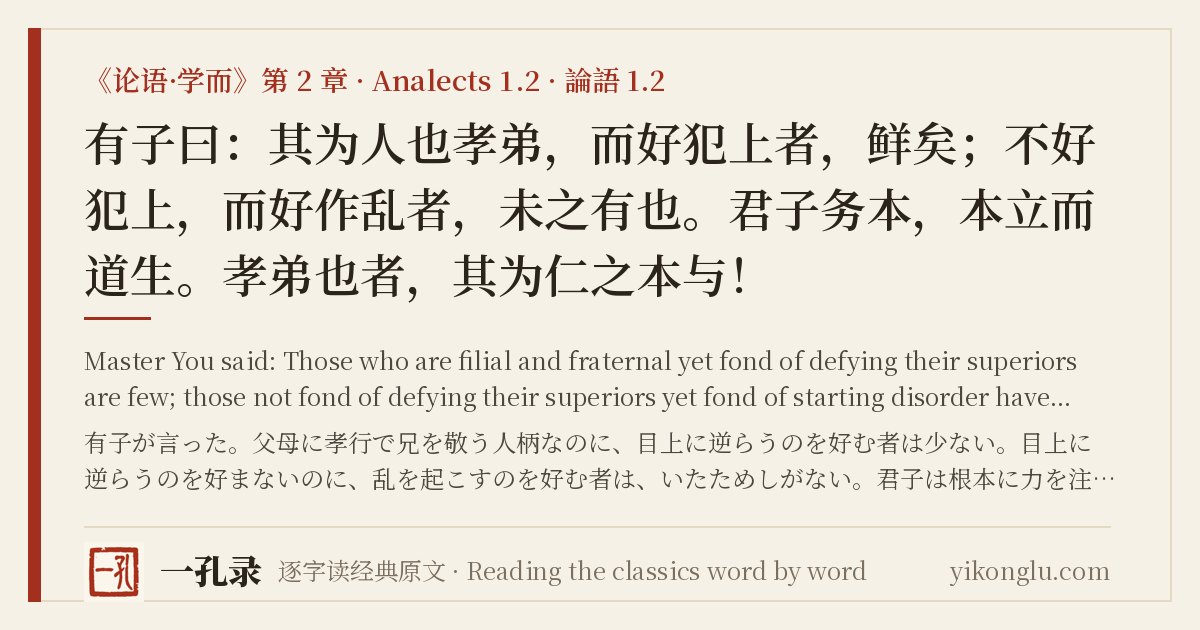 《论语·学而》第 2 章 · Analects 1.2 · 論語 1.2
有子曰：其为人也孝弟，而好犯上者，鲜矣；不好
犯上，而好作乱者，未之有也。君子务本，本立而
道生。孝弟也者，其为仁之本与！
Master You said: Those who are filial and fraternal yet fond of defying their superiors
are few; those not fond of defying their superiors yet fond of starting disorder have…
有子が言った。父母に孝行で兄を敬う人柄なのに、目上に逆らうのを好む者は少ない。目上に
逆らうのを好まないのに、乱を起こすのを好む者は、いたためしがない。君子は根本に力を注…
一孔
一孔录 逐字读经典原文 · Reading the classics word by word yikonglu.com